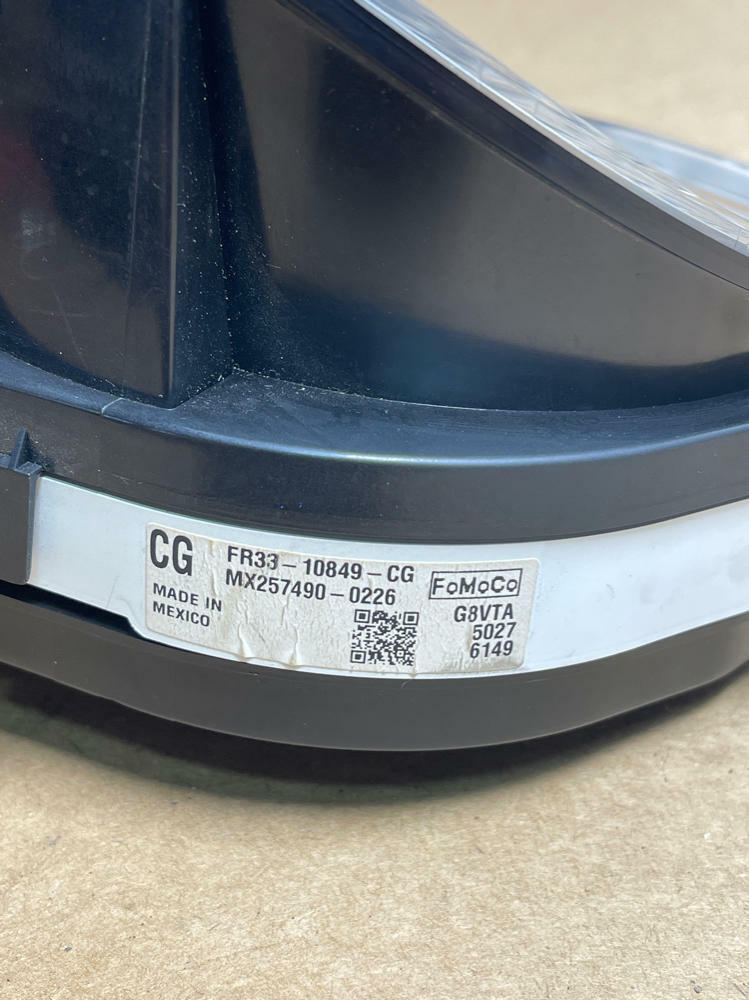 CG
FR33-10849-CG
MX257490-0226
MADE IN
MEXICO
FoMoCo
G8VTA
5027
6149